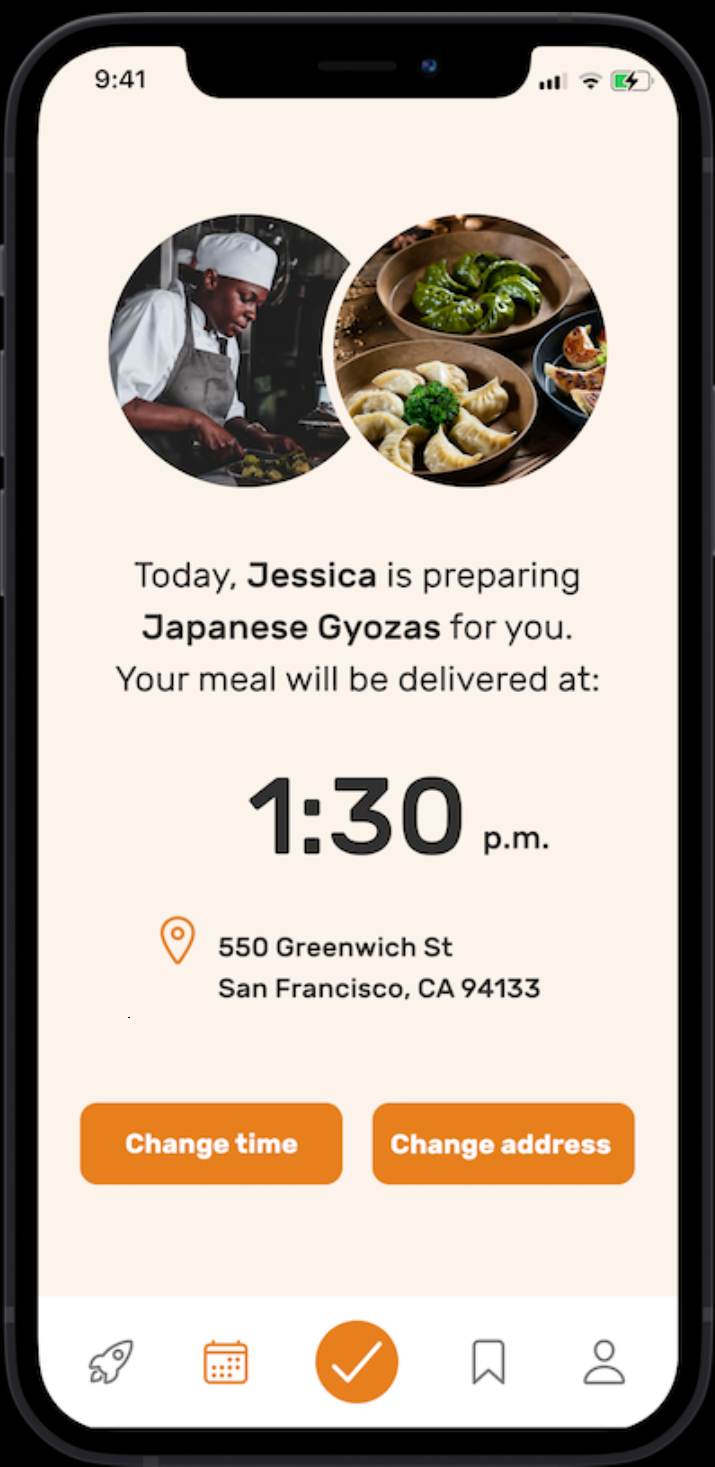 9:41
Today, Jessica is preparing
Japanese Gyozas for you.
Your meal will be delivered at:
1:30 p.m.
550 Greenwich St
San Francisco, CA 94133
Change time
Change address